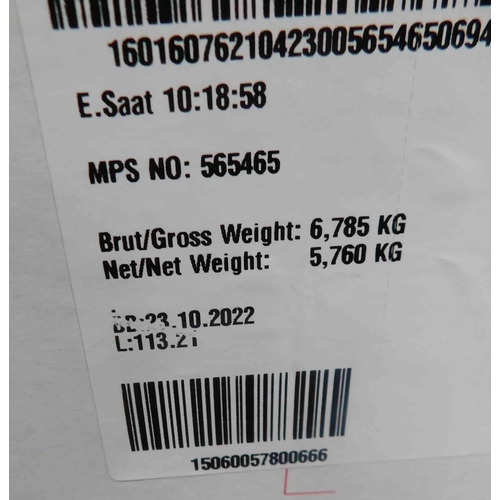 16016076210423005654650694
E.Saat 10:18:58
MPS NO: 565465
Brut/Gross Weight: 6,785 KG
Net/Net Weight: 5,760 KG
BB:23.10.2022
L:113.21
15060057800666